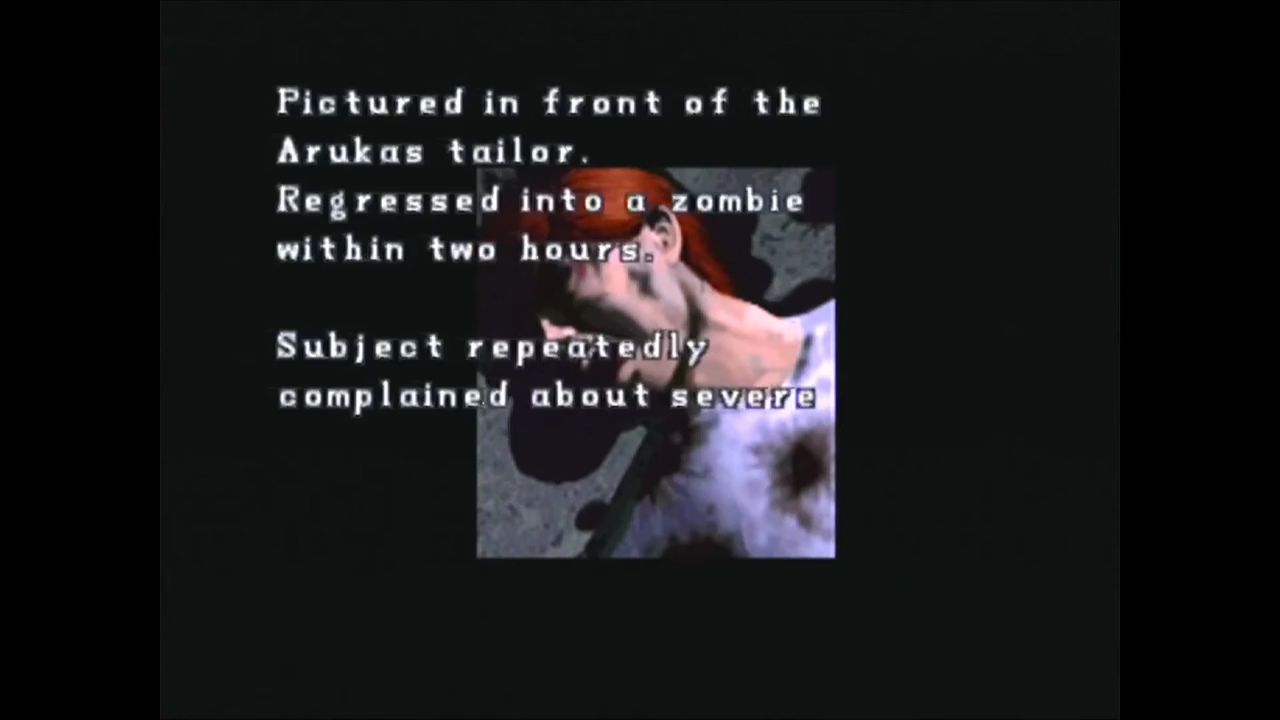 Pictured in front of the
Arukas tailor.
Regressed into a zombie
within two hours.
Subject repeatedly
complained about severe